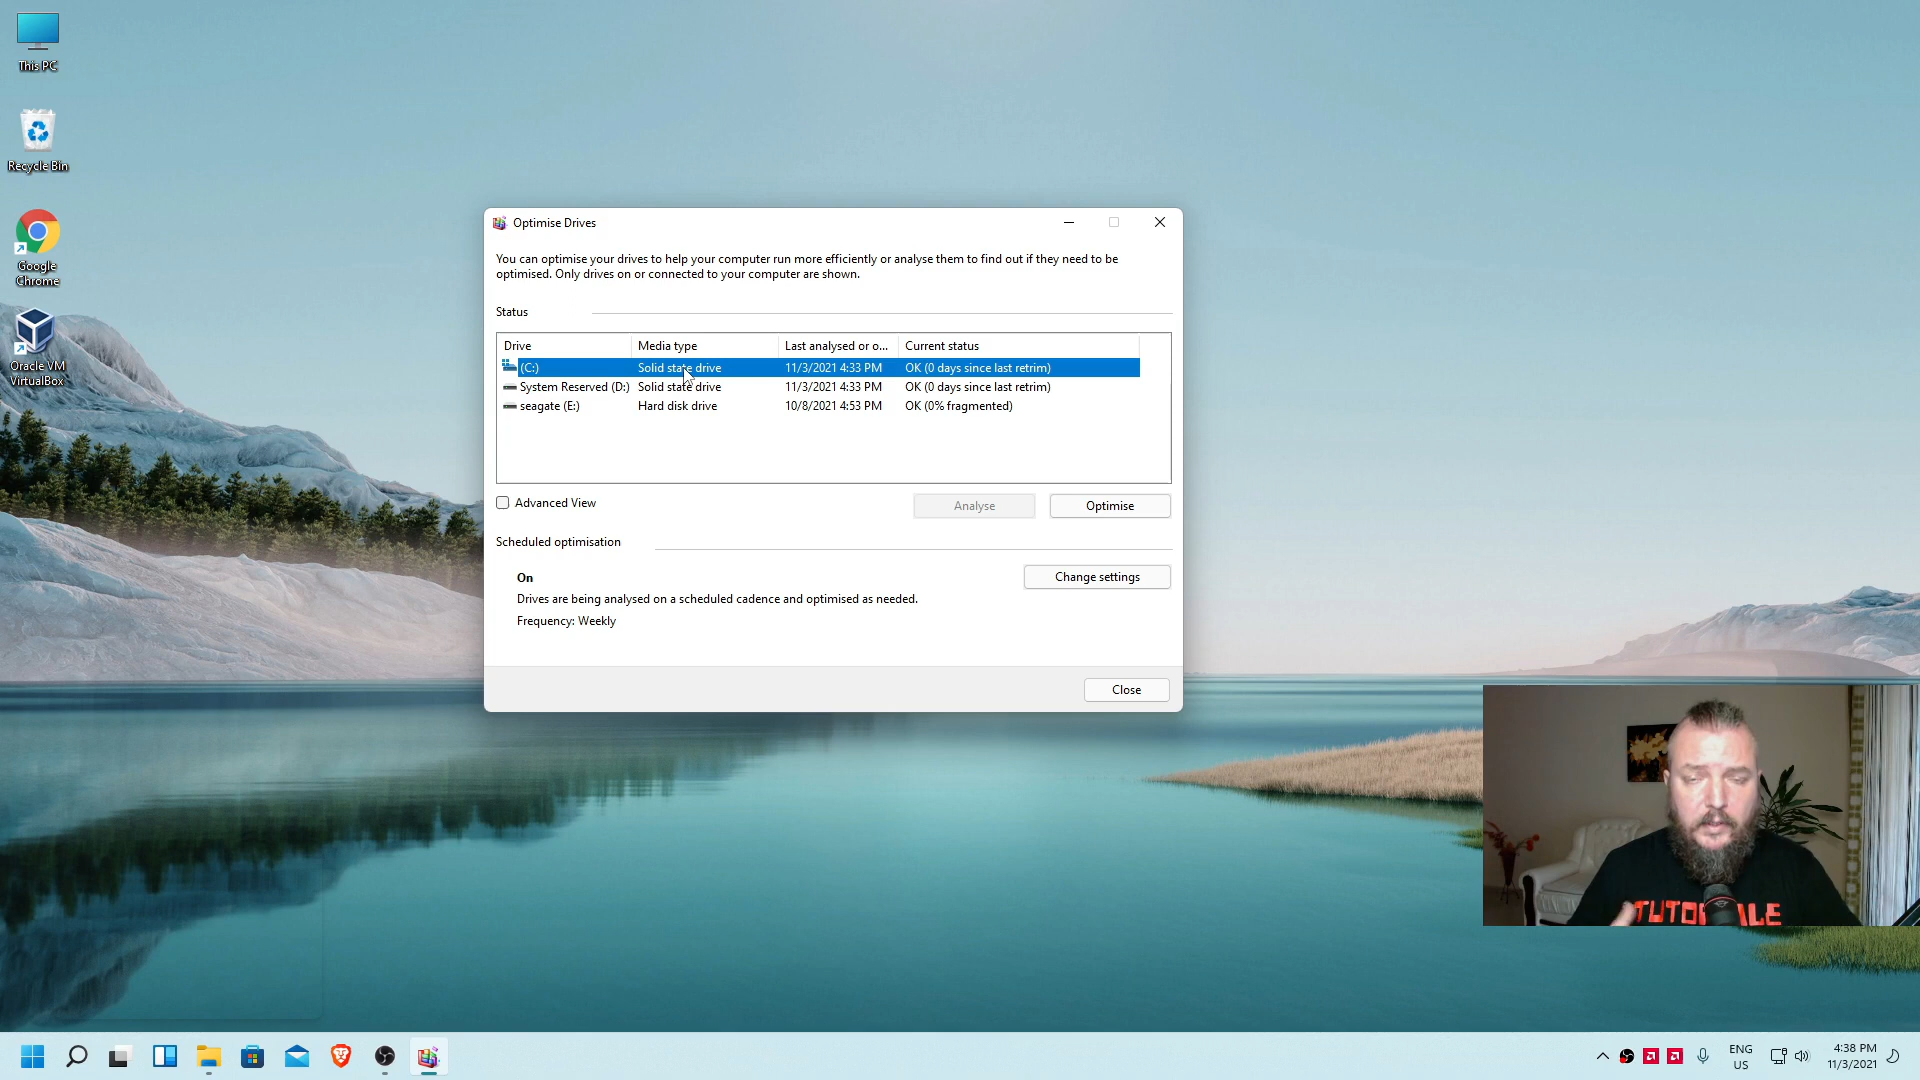 This PC
Recycle Bin
Google
Chrome
Oracle VM
VirtualBox
Optimise Drives
You can optimise your drives to help your computer run more efficiently or analyse them to find out if they need to be
optimised. Only drives on or connected to your computer are shown.
Status
Drive Media type Last analysed or o... Current status
(C:) Solid state drive 11/3/2021 4:33 PM OK (0 days since last retrim)
System Reserved (D:) Solid state drive 11/3/2021 4:33 PM OK (0 days since last retrim)
seagate (E:) Hard disk drive 10/8/2021 4:53 PM OK (0% fragmented)
Advanced View
Analyse
Optimise
Scheduled optimisation
On
Change settings
Drives are being analysed on a scheduled cadence and optimised as needed.
Frequency: Weekly
Close
ENG
US
4:38 PM
11/3/2021